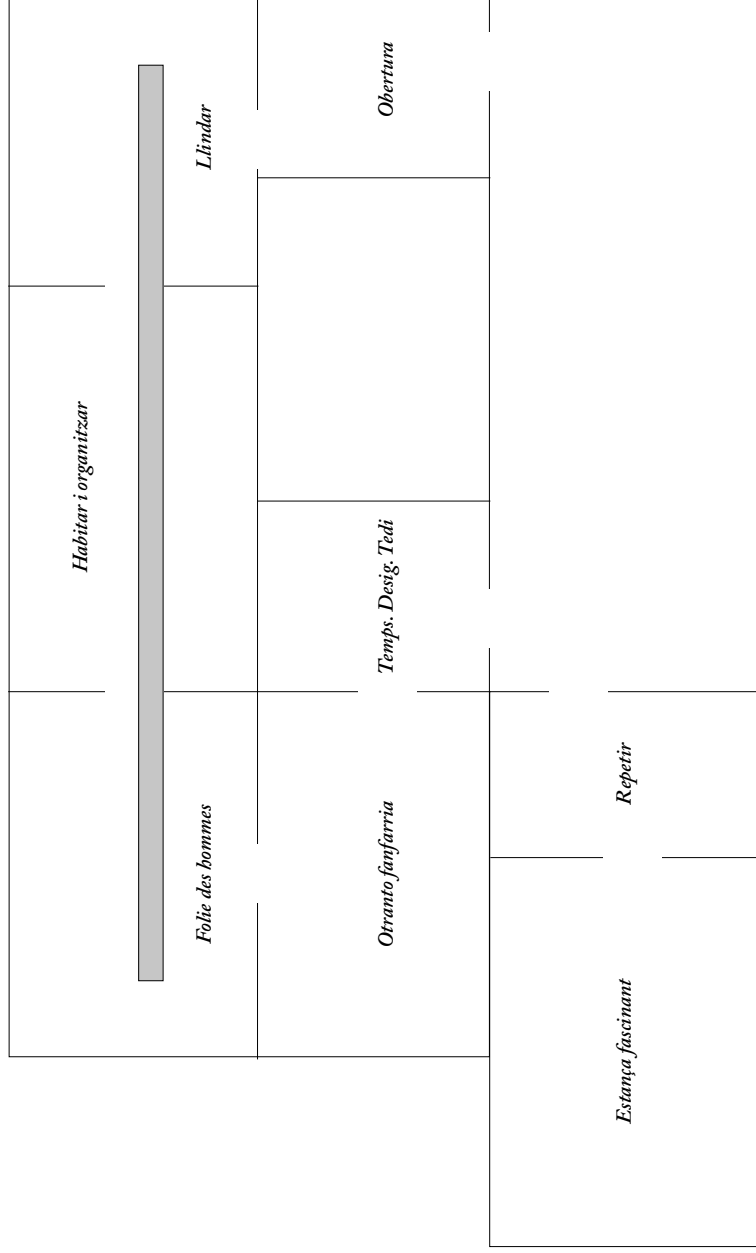 Habitar i organitzar
Folie des hommes
Llindar
Otranto fanfarria
Temps. Desig. Tedi
Obertura
Estança fascinant
Repetir